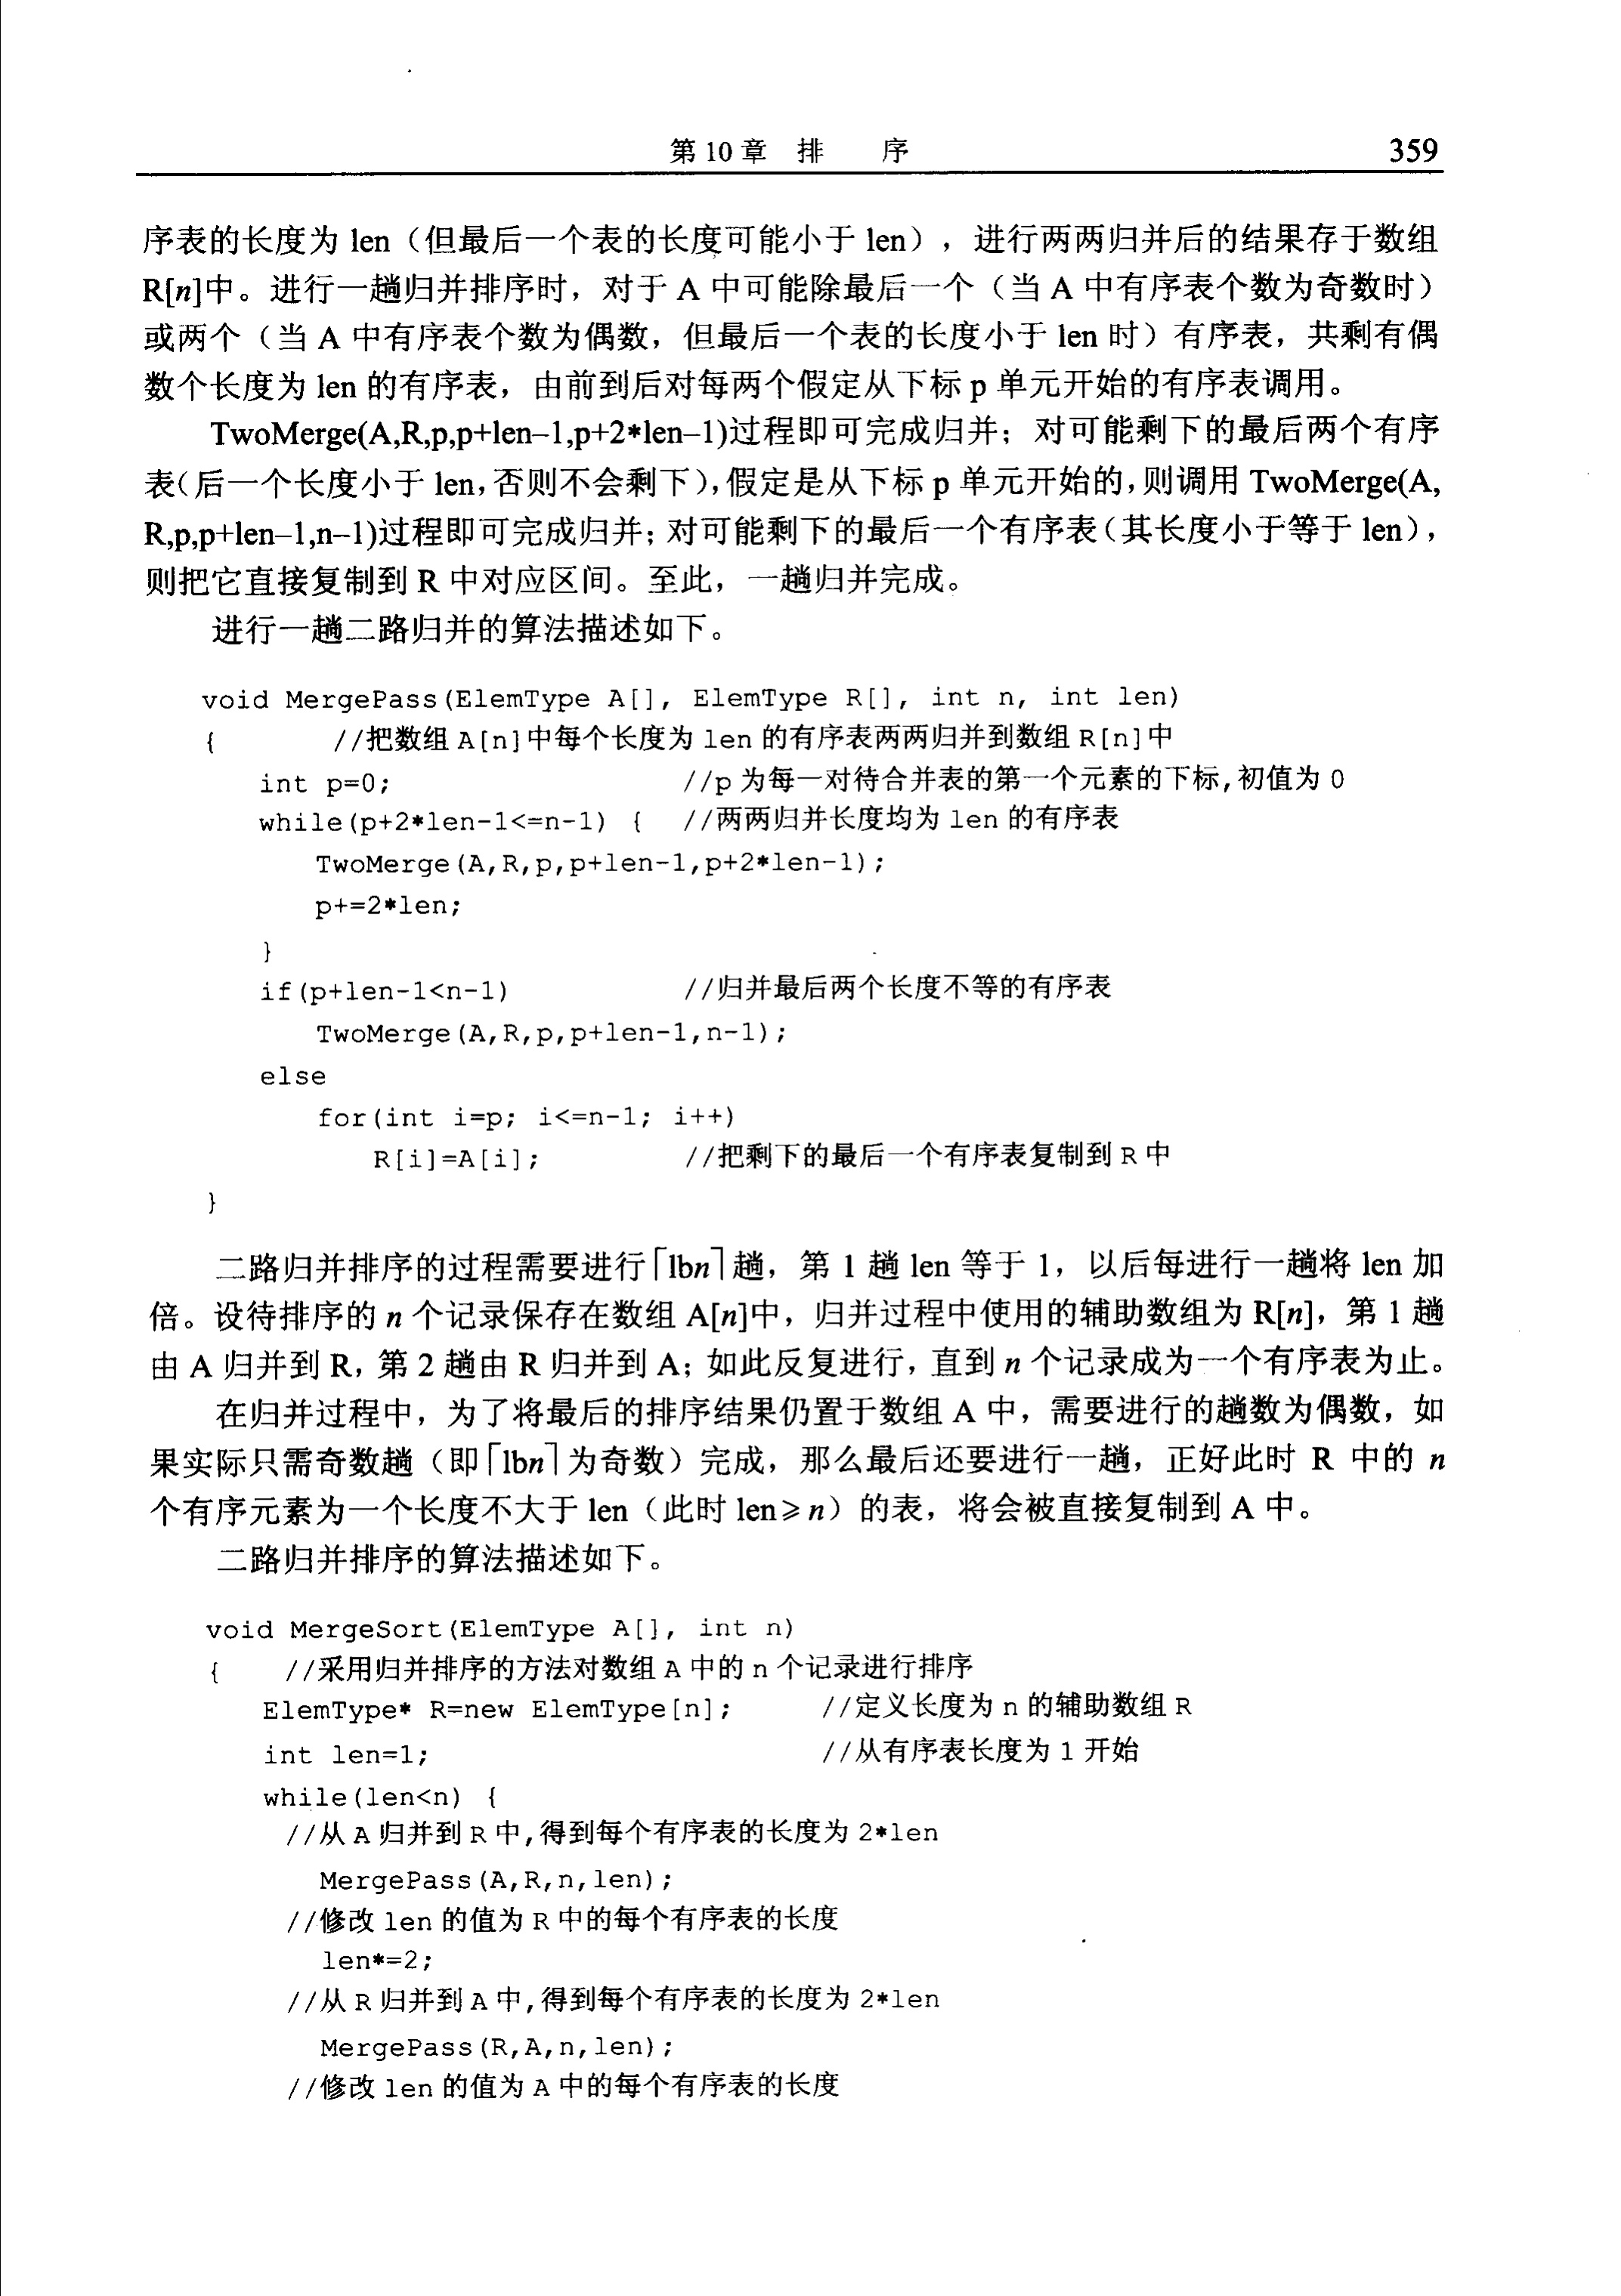 第 10 章 排 序 359
序表的长度为 len（但最后一个表的长度可能小于 len），进行两两归并后的结果存于数组
R[n]中。进行一趟归并排序时，对于 A 中可能除最后一个（当 A 中有序表个数为奇数时）
或两个（当 A 中有序表个数为偶数，但最后一个表的长度小于 len 时）有序表，共剩有偶
数个长度为 len 的有序表，由前到后对每两个假定从下标 p 单元开始的有序表调用。
TwoMerge(A,R,p,p+len–1,p+2*len–1)过程即可完成归并；对可能剩下的最后两个有序
表（后一个长度小于 len，否则不会剩下），假定是从下标 p 单元开始的，则调用 TwoMerge(A,
R,p,p+len–1,n–1)过程即可完成归并；对可能剩下的最后一个有序表（其长度小于等于 len），
则把它直接复制到 R 中对应区间。至此，一趟归并完成。
进行一趟二路归并的算法描述如下。
void MergePass(ElemType A[], ElemType R[], int n, int len)
{ //把数组 A[n]中每个长度为 len 的有序表两两归并到数组 R[n]中
int p=0; //p 为每一对待合并表的第一个元素的下标,初值为 0
while(p+2*len-1<=n-1) { //两两归并长度均为 len 的有序表
TwoMerge(A,R,p,p+len-1,p+2*len-1);
p+=2*len;
}
if(p+len-1<n-1) //归并最后两个长度不等的有序表
TwoMerge(A,R,p,p+len-1,n-1);
else
for(int i=p; i<=n-1; i++)
R[i]=A[i]; //把剩下的最后一个有序表复制到 R 中
}
二路归并排序的过程需要进行⌈lbn⌉趟，第 1 趟 len 等于 1，以后每进行一趟将 len 加
倍。设待排序的 n 个记录保存在数组 A[n]中，归并过程中使用的辅助数组为 R[n]，第 1 趟
由 A 归并到 R，第 2 趟由 R 归并到 A；如此反复进行，直到 n 个记录成为一个有序表为止。
在归并过程中，为了将最后的排序结果仍置于数组 A 中，需要进行的趟数为偶数，如
果实际只需奇数趟（即⌈lbn⌉为奇数）完成，那么最后还要进行一趟，正好此时 R 中的 n
个有序元素为一个长度不大于 len（此时 len⩾n）的表，将会被直接复制到 A 中。
二路归并排序的算法描述如下。
void MergeSort(ElemType A[], int n)
{ //采用归并排序的方法对数组 A 中的 n 个记录进行排序
ElemType* R=new ElemType[n]; //定义长度为 n 的辅助数组 R
int len=1; //从有序表长度为 1 开始
while(len<n) {
//从 A 归并到 R 中,得到每个有序表的长度为 2*len
MergePass(A,R,n,len);
//修改 len 的值为 R 中的每个有序表的长度
len*=2;
//从 R 归并到 A 中,得到每个有序表的长度为 2*len
MergePass(R,A,n,len);
//修改 len 的值为 A 中的每个有序表的长度